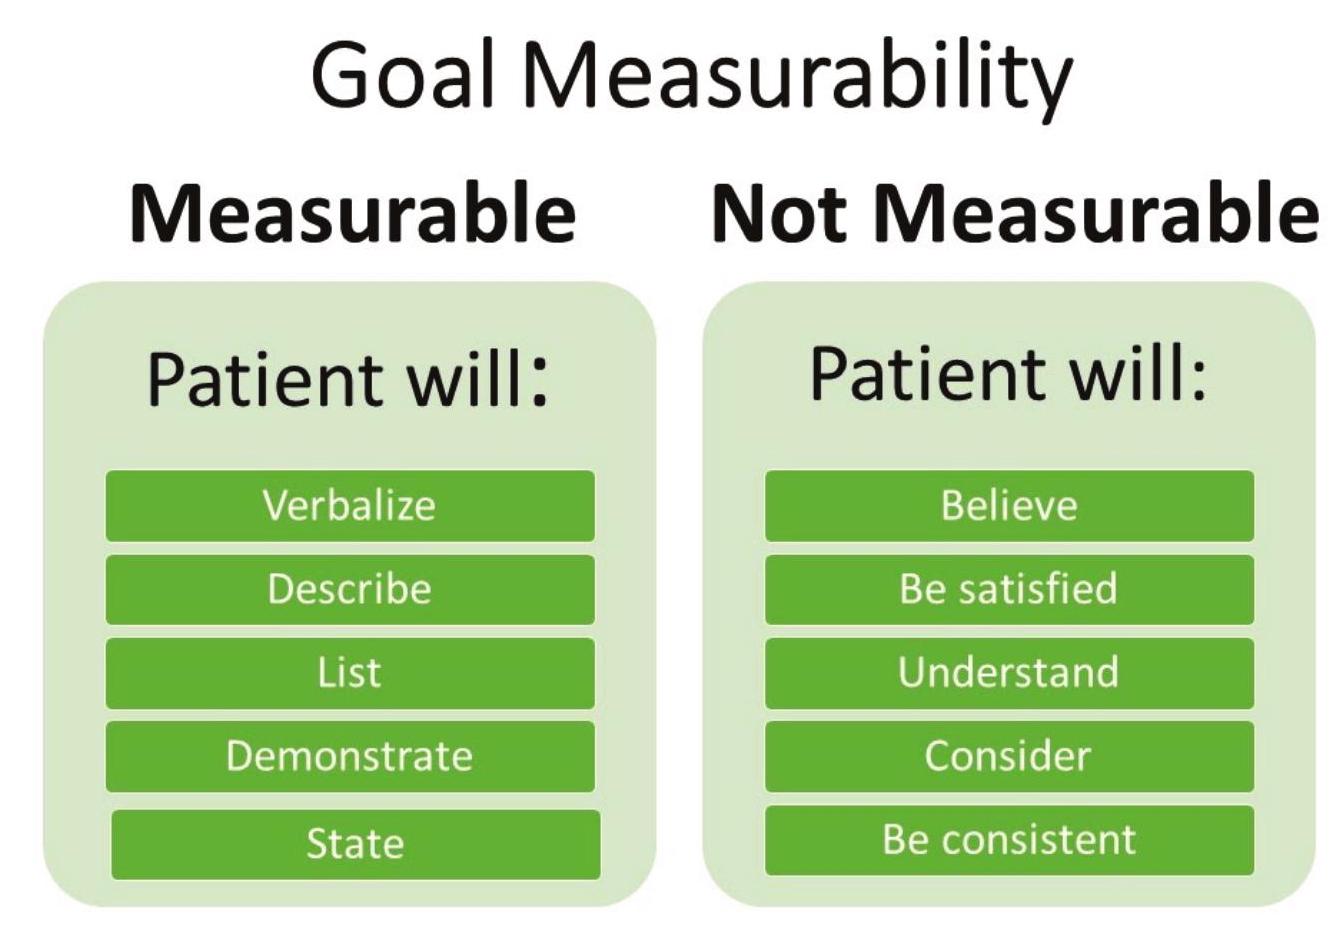 Goal Measurability
Measurable
Patient will:
Verbalize
Describe
List
Demonstrate
State
Not Measurable
Patient will:
Believe
Be satisfied
Understand
Consider
Be consistent